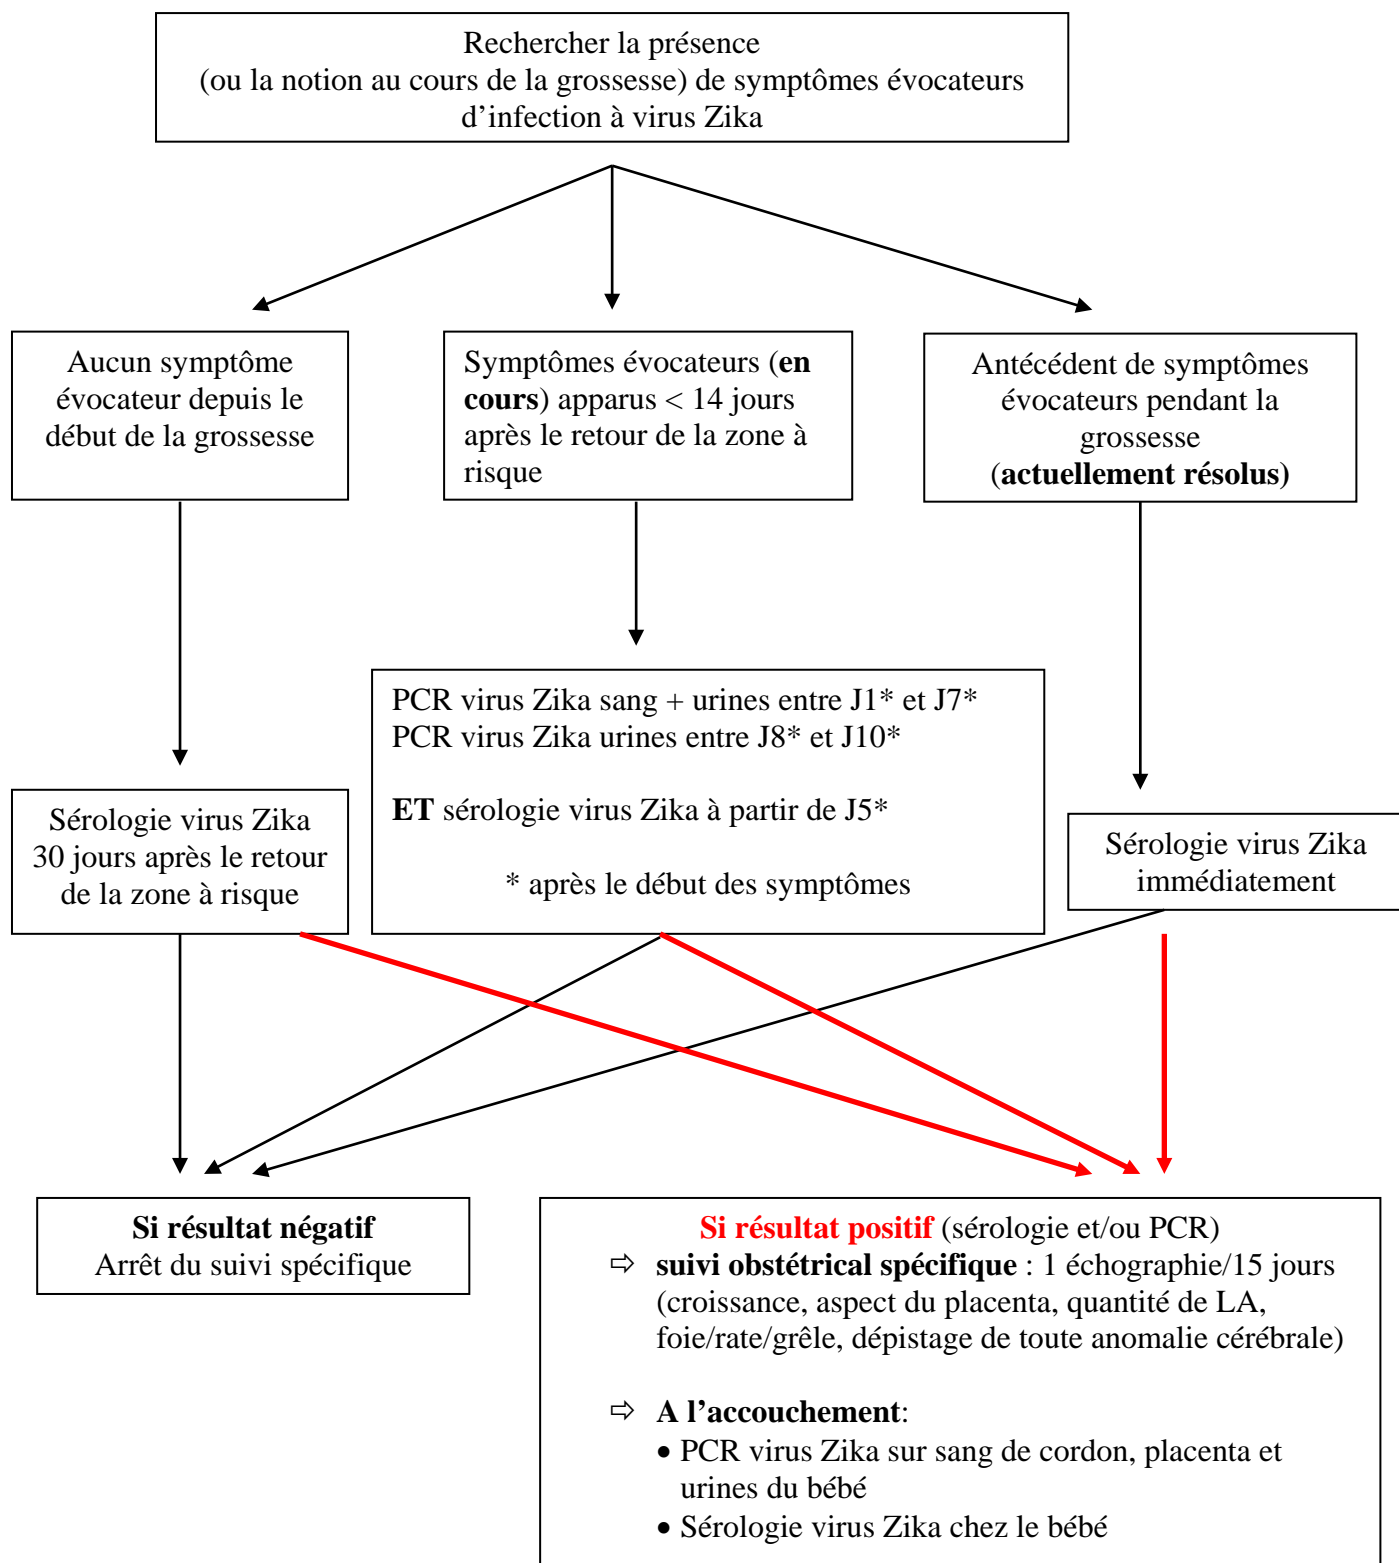 Rechercher la présence
(ou la notion au cours de la grossesse) de symptômes évocateurs
d’infection à virus Zika
Aucun symptôme
évocateur depuis le
début de la grossesse
Symptômes évocateurs (en
cours) apparus < 14 jours
après le retour de la zone à
risque
Antécédent de symptômes
évocateurs pendant la
grossesse
(actuellement résolus)
PCR virus Zika sang + urines entre J1* et J7*
PCR virus Zika urines entre J8* et J10*
ET sérologie virus Zika à partir de J5*
* après le début des symptômes
Sérologie virus Zika
30 jours après le retour
de la zone à risque
Sérologie virus Zika
immédiatement
Si résultat négatif
Arrêt du suivi spécifique
Si résultat positif (sérologie et/ou PCR)
⇨ suivi obstétrical spécifique : 1 échographie/15 jours
(croissance, aspect du placenta, quantité de LA,
foie/rate/grêle, dépistage de toute anomalie cérébrale)
⇨ A l’accouchement:
• PCR virus Zika sur sang de cordon, placenta et
urines du bébé
• Sérologie virus Zika chez le bébé